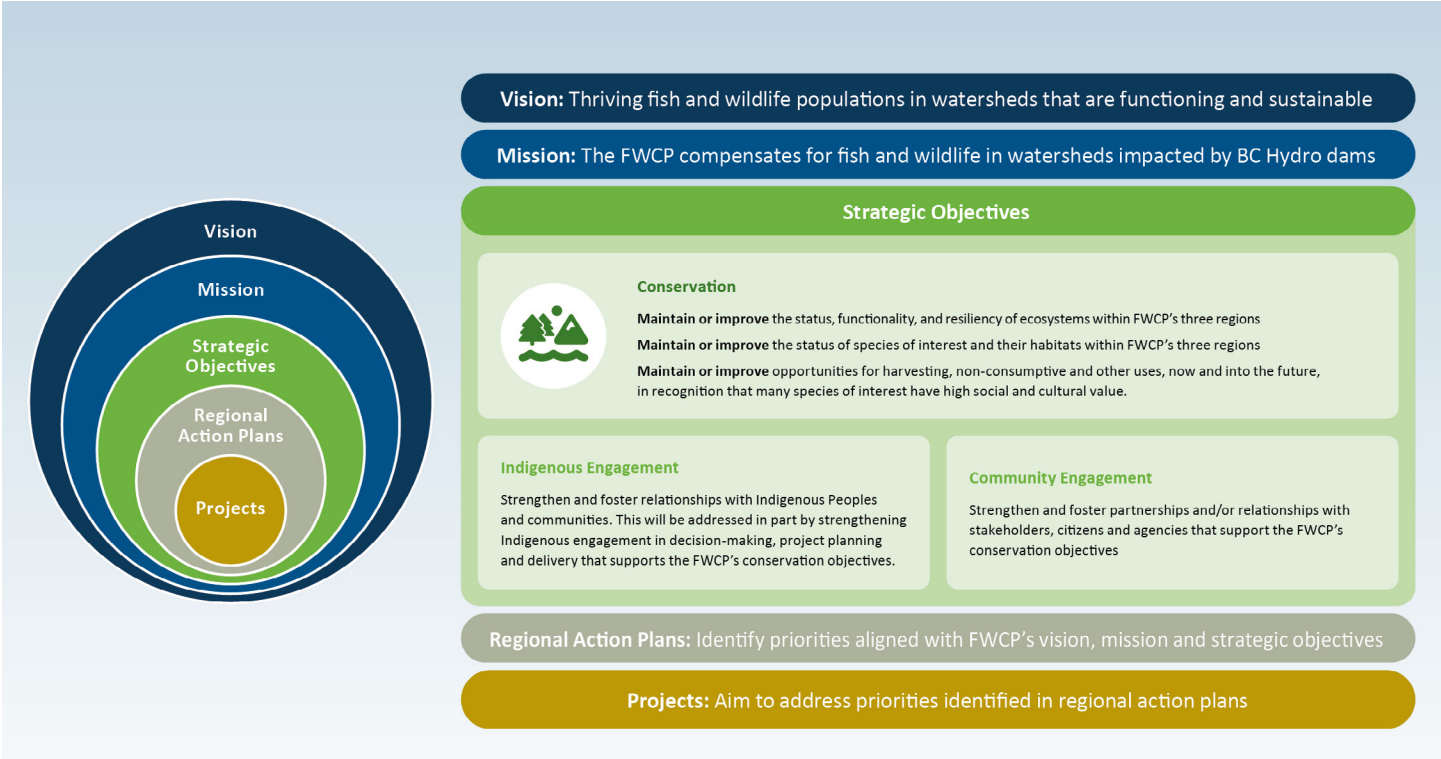 Vision
Mission
Strategic
Objectives
Regional
Action Plans
Projects
Vision: Thriving fish and wildlife populations in watersheds that are functioning and sustainable
Mission: The FWCP compensates for fish and wildlife in watersheds impacted by BC Hydro dams
Strategic Objectives
Conservation
Maintain or improve the status, functionality, and resiliency of ecosystems within FWCP's three regions
Maintain or improve the status of species of interest and their habitats within FWCP's three regions
Maintain or improve opportunities for harvesting, non-consumptive and other uses, now and into the future,
in recognition that many species of interest have high social and cultural value.
Indigenous Engagement
Strengthen and foster relationships with Indigenous Peoples
and communities. This will be addressed in part by strengthening
Indigenous engagement in decision-making, project planning
and delivery that supports the FWCP's conservation objectives.
Community Engagement
Strengthen and foster partnerships and/or relationships with
stakeholders, citizens and agencies that support the FWCP's
conservation objectives
Regional Action Plans: Identify priorities aligned with FWCP's vision, mission and strategic objectives
Projects: Aim to address priorities identified in regional action plans